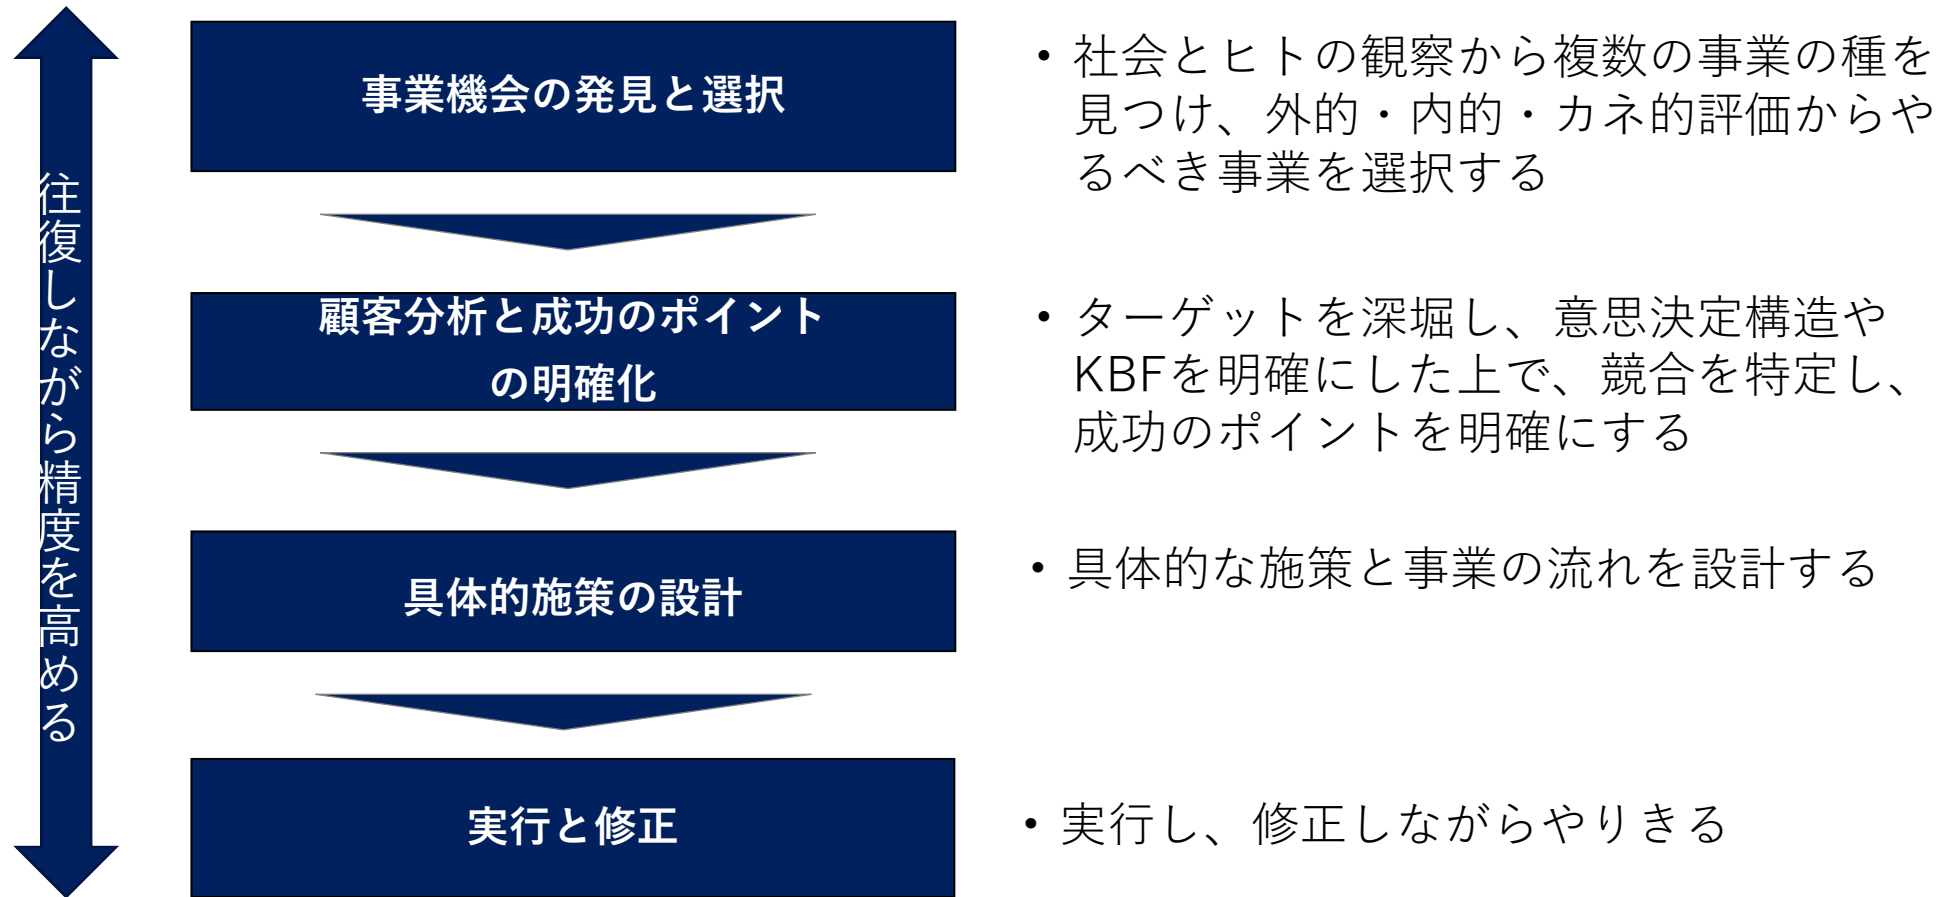 往復しながら精度を高める
事業機会の発見と選択
・社会とヒトの観察から複数の事業の種を
見つけ、外的・内的・カネ的評価からや
るべき事業を選択する
顧客分析と成功のポイント
の明確化
・ターゲットを深堀し、意思決定構造や
KBFを明確にした上で、競合を特定し、
成功のポイントを明確にする
具体的施策の設計
・具体的な施策と事業の流れを設計する
実行と修正
・実行し、修正しながらやりきる